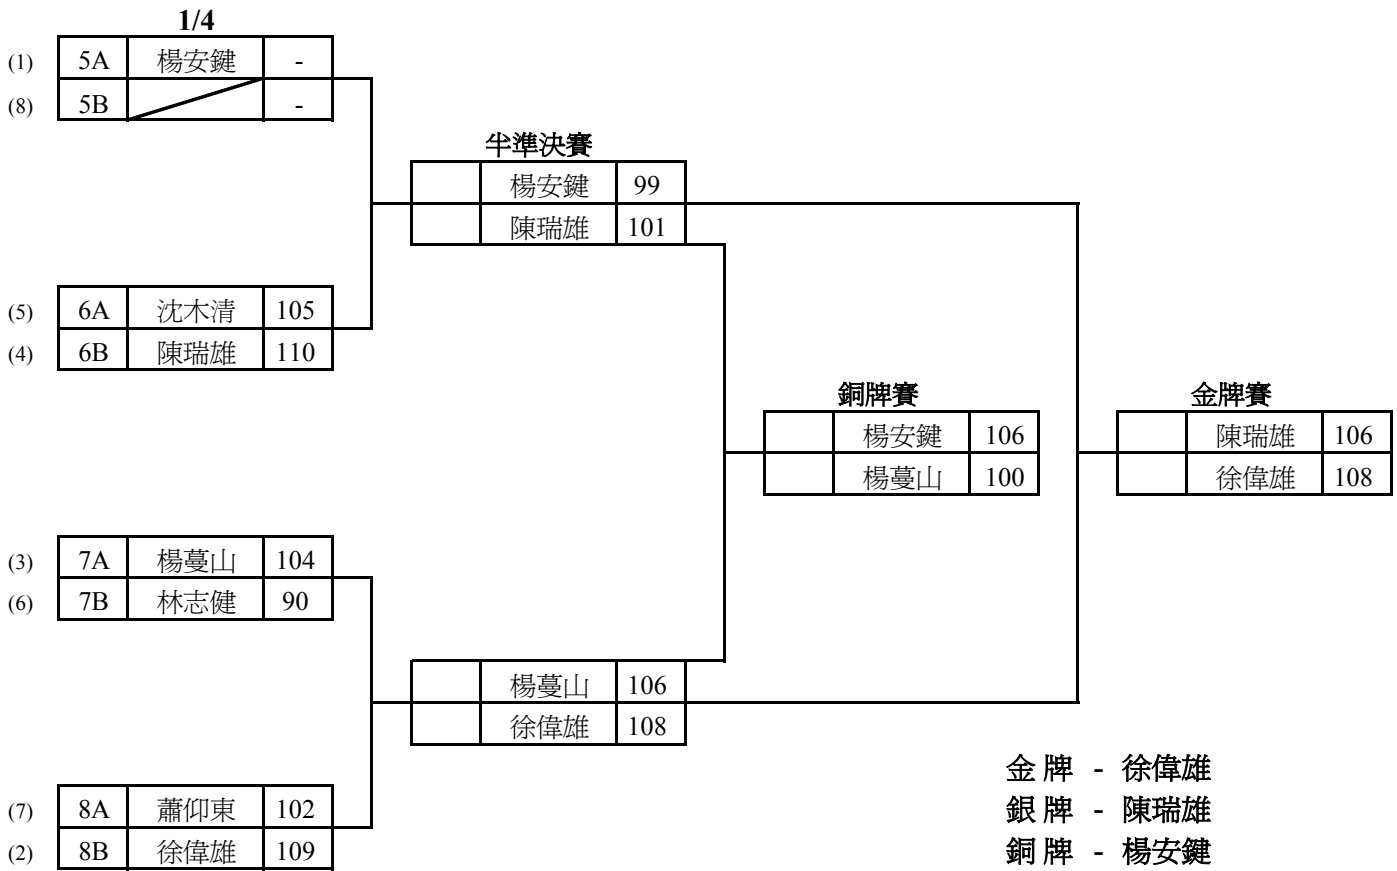 1/4
(1) 5A 楊安鍵 -
(8) 5B -
半準決賽
楊安鍵 99
陳瑞雄 101
(5) 6A 沈木清 105
(4) 6B 陳瑞雄 110
銅牌賽
楊安鍵 106
楊蔓山 100
金牌賽
陳瑞雄 106
徐偉雄 108
(3) 7A 楊蔓山 104
(6) 7B 林志健 90
楊蔓山 106
徐偉雄 108
(7) 8A 蕭仰東 102
(2) 8B 徐偉雄 109
金 牌 - 徐偉雄
銀 牌 - 陳瑞雄
銅 牌 - 楊安鍵